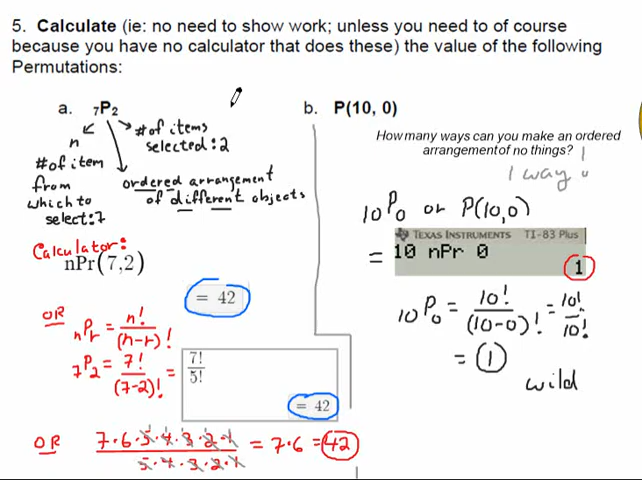 5. Calculate (ie: no need to show work; unless you need to of course
because you have no calculator that does these) the value of the following
Permutations:
a. ₇P₂
n
# of item
from
which to
select: 7
# of items
selected: 2
ordered arrangement
of different objects
Calculator:
nPr(7,2)
= 42
OR
nPr = n! / (n-r)!
₇P₂ = 7! / (7-2)! = 7! / 5!
= 42
OR
7·6·5·4·3·2·1 / 5·4·3·2·1 = 7·6 = 42
b. P(10, 0)
How many ways can you make an ordered
arrangement of no things?
1 way
₁₀P₀ or P(10,0)
TEXAS INSTRUMENTS TI-83 Plus
= 10 nPr 0
1
₁₀P₀ = 10! / (10-0)! = 10! / 10!
= 1
wild